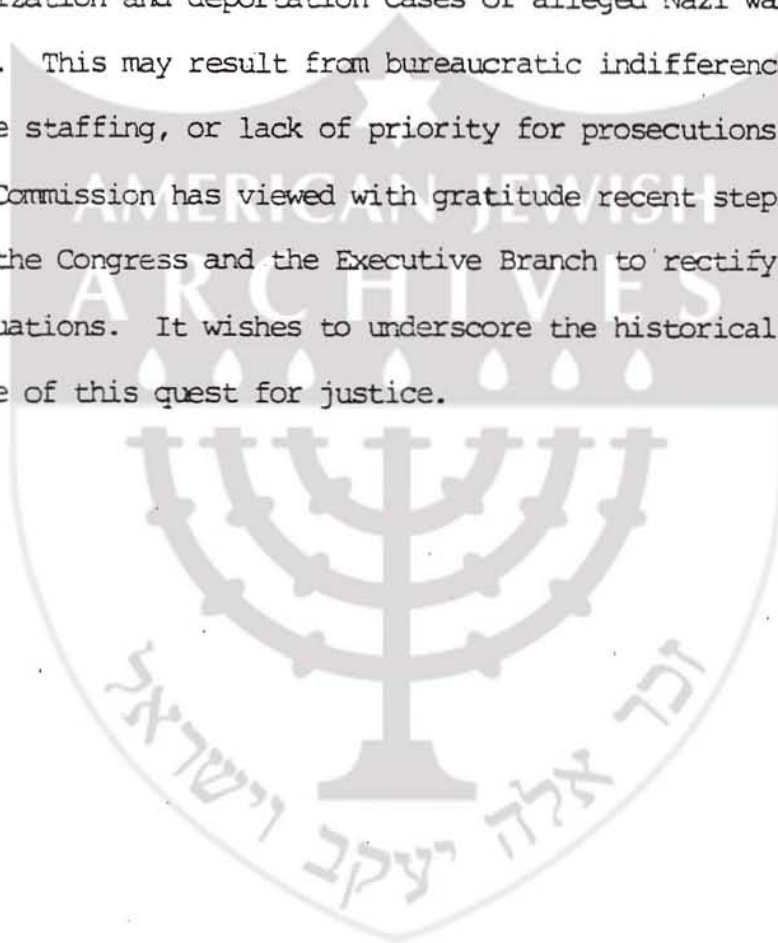 ization and deportation cases of alleged Nazi wa
. This may result from bureaucratic indifferenc
e staffing, or lack of priority for prosecutions
Commission has viewed with gratitude recent step
the Congress and the Executive Branch to rectify
uations. It wishes to underscore the historical
e of this quest for justice.
AMERICAN JEWISH
ARCHIVES
זכר אלה יעקב וישראל